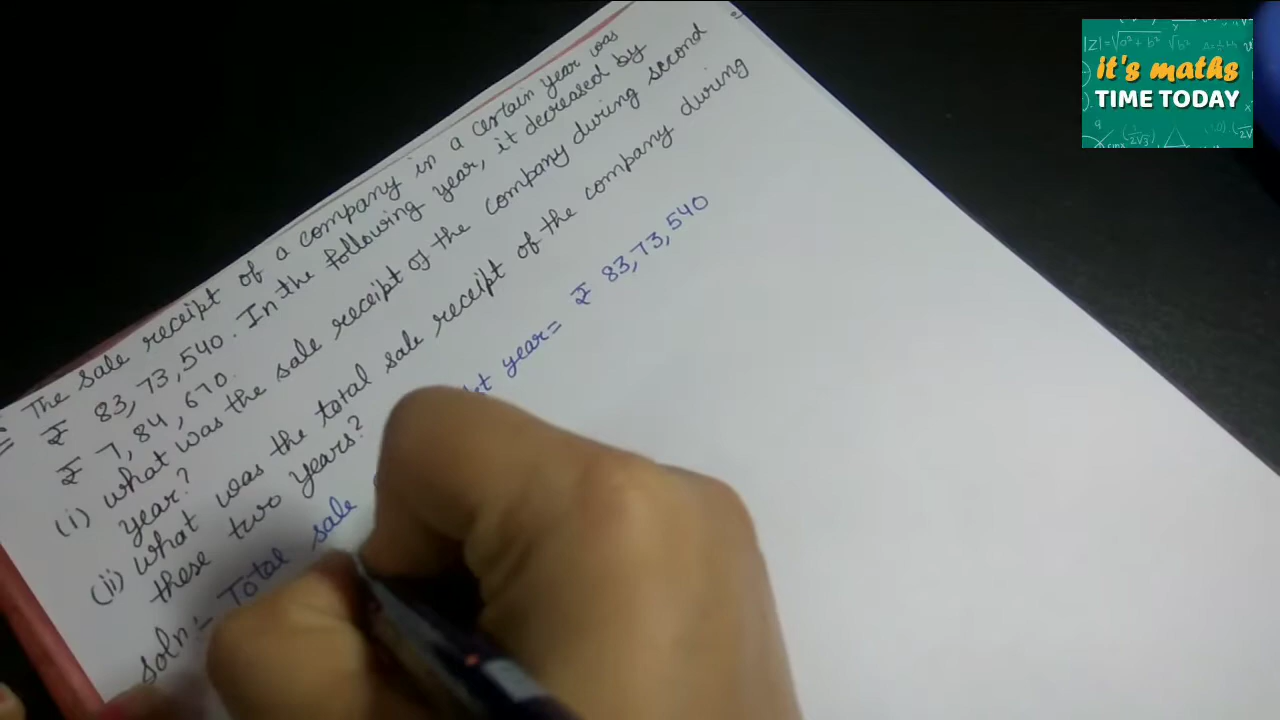 The sale receipt of a company in a certain year was
₹ 83,73,540. In the following year, it decreased by
₹ 7,84,670.
(i) what was the sale receipt of the company during second
year?
(ii) what was the total sale receipt of the company during
these two years?
Soln:- Total sale year = ₹ 83,73,540
it's maths
TIME TODAY